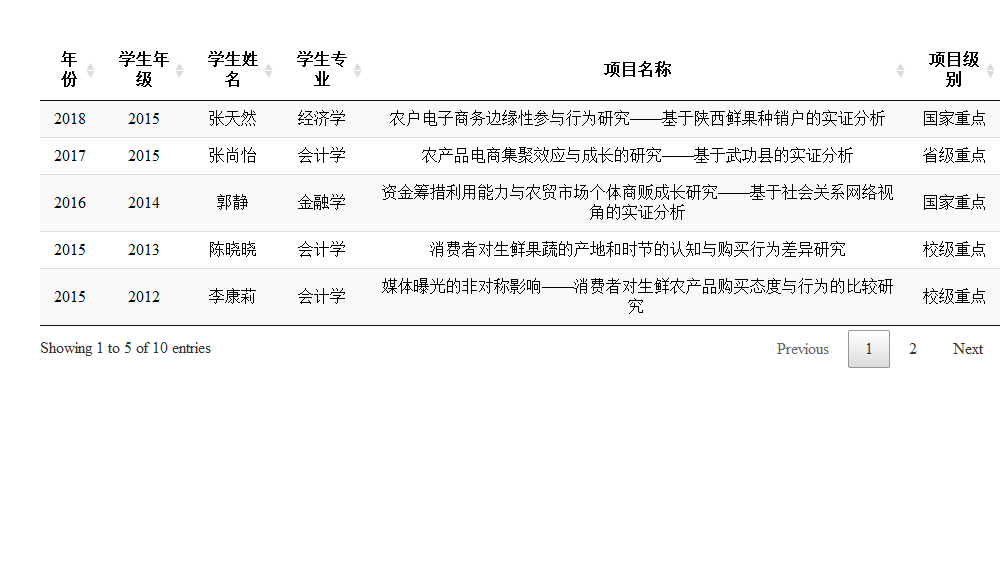 年份 学生年级 学生姓名 学生专业 项目名称 项目级别
2018 2015 张天然 经济学 农户电子商务边缘性参与行为研究——基于陕西鲜果种销户的实证分析 国家重点
2017 2015 张尚怡 会计学 农产品电商集聚效应与成长的研究——基于武功县的实证分析 省级重点
2016 2014 郭静 金融学 资金筹措利用能力与农贸市场个体商贩成长研究——基于社会关系网络视角的实证分析 国家重点
2015 2013 陈晓晓 会计学 消费者对生鲜果蔬的产地和时节的认知与购买行为差异研究 校级重点
2015 2012 李康莉 会计学 媒体曝光的非对称影响——消费者对生鲜农产品购买态度与行为的比较研究 校级重点
Showing 1 to 5 of 10 entries Previous 1 2 Next